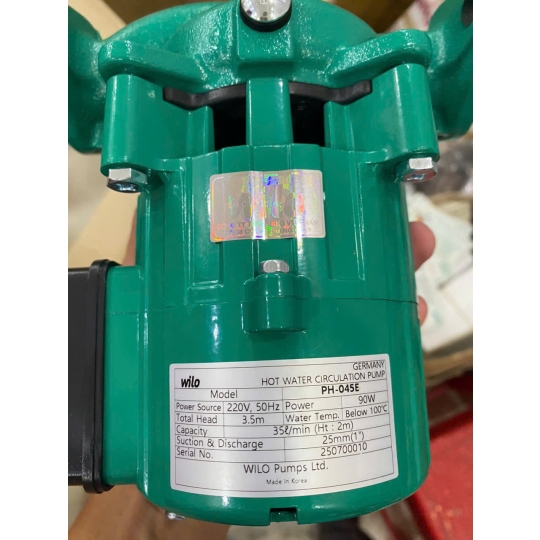 wilo
GERMANY
HOT WATER CIRCULATION PUMP
Model PH-045E
Power Source 220V, 50Hz Power 90W
Total Head 3.5m Water Temp. Below 100℃
Capacity 35ℓ/min (Ht : 2m)
Suction & Discharge 25mm(1")
Serial No. 250700010
WILO Pumps Ltd.
Made in Korea